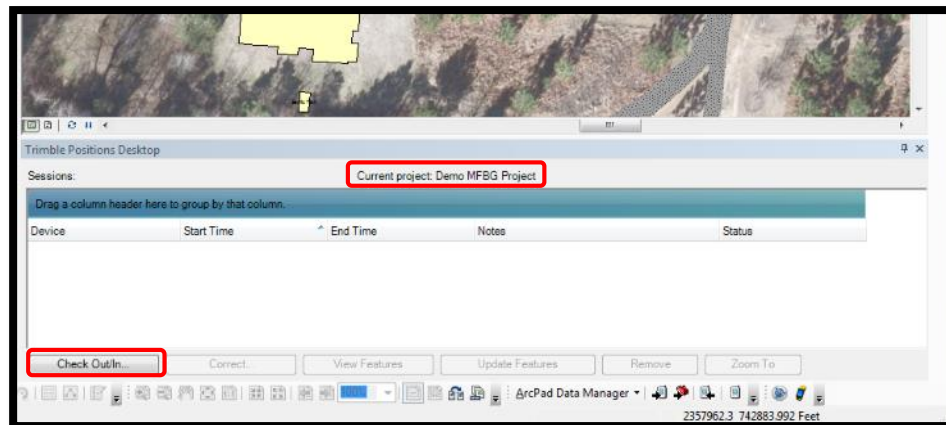 Trimble Positions Desktop
Sessions: Current project: Demo MFBG Project
Drag a column header here to group by that column.
Device Start Time End Time Notes Status
Check Out/In... Correct... View Features Update Features Remove Zoom To
100% ArcPad Data Manager
2357962.3 742883.992 Feet